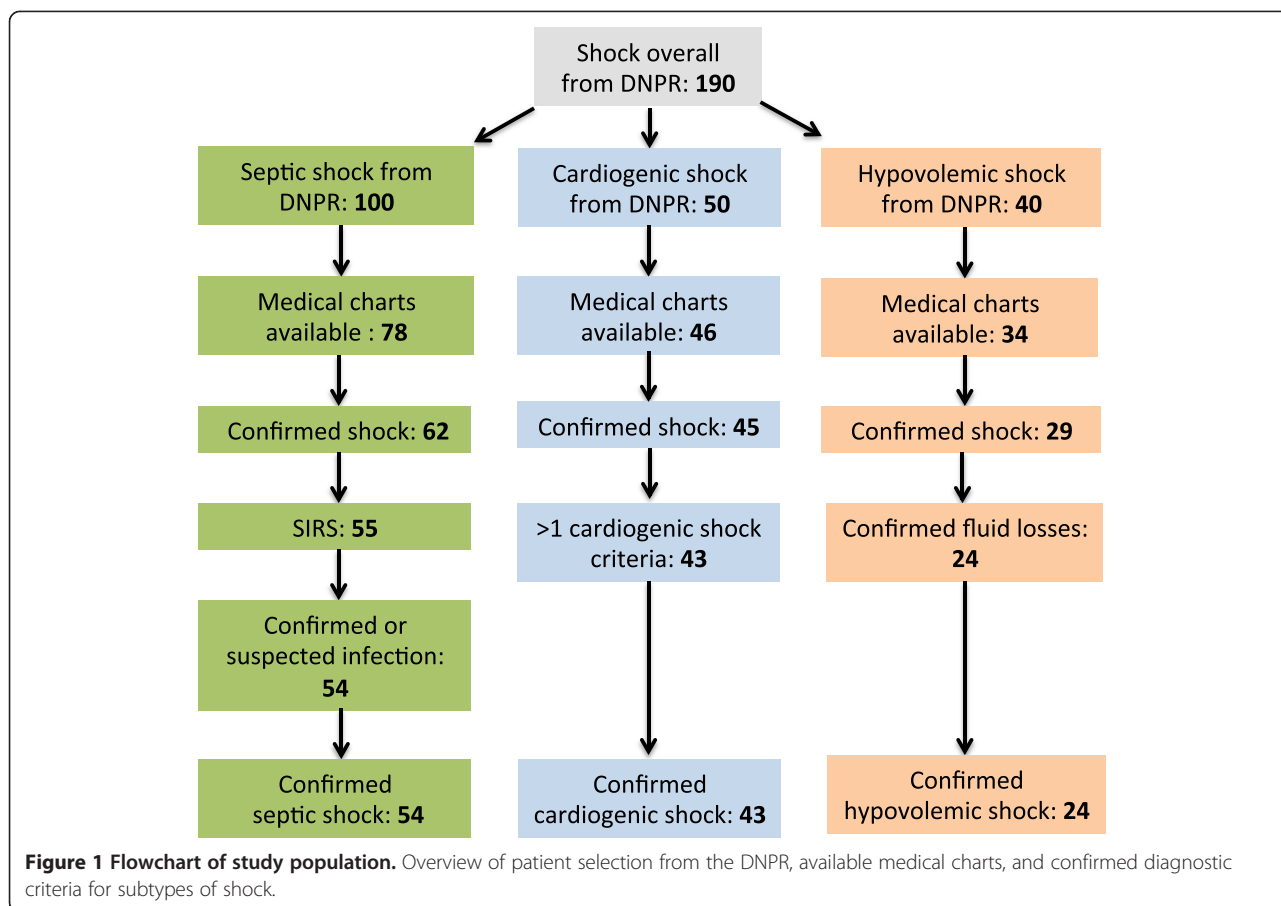 Shock overall
from DNPR: 190
Septic shock from
DNPR: 100
Cardiogenic shock
from DNPR: 50
Hypovolemic shock
from DNPR: 40
Medical charts
available : 78
Medical charts
available: 46
Medical charts
available: 34
Confirmed shock: 62
Confirmed shock: 45
Confirmed shock: 29
SIRS: 55
>1 cardiogenic shock
criteria: 43
Confirmed fluid losses:
24
Confirmed or
suspected infection:
54
Confirmed
septic shock: 54
Confirmed
cardiogenic shock: 43
Confirmed
hypovolemic shock: 24
Figure 1 Flowchart of study population. Overview of patient selection from the DNPR, available medical charts, and confirmed diagnostic
criteria for subtypes of shock.